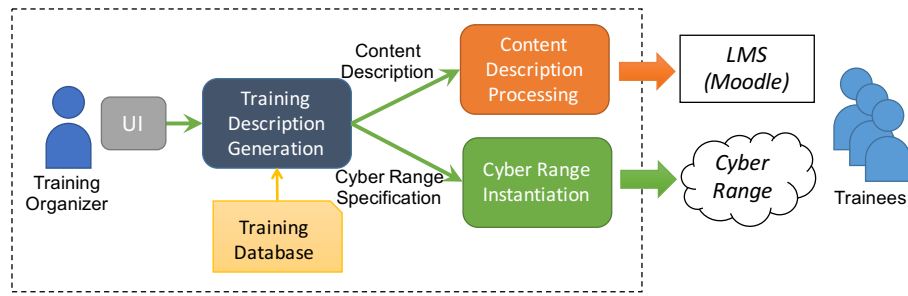 Training
Organizer
UI
Training
Description
Generation
Training
Database
Content
Description
Cyber Range
Specification
Content
Description
Processing
Cyber Range
Instantiation
LMS
(Moodle)
Cyber
Range
Trainees